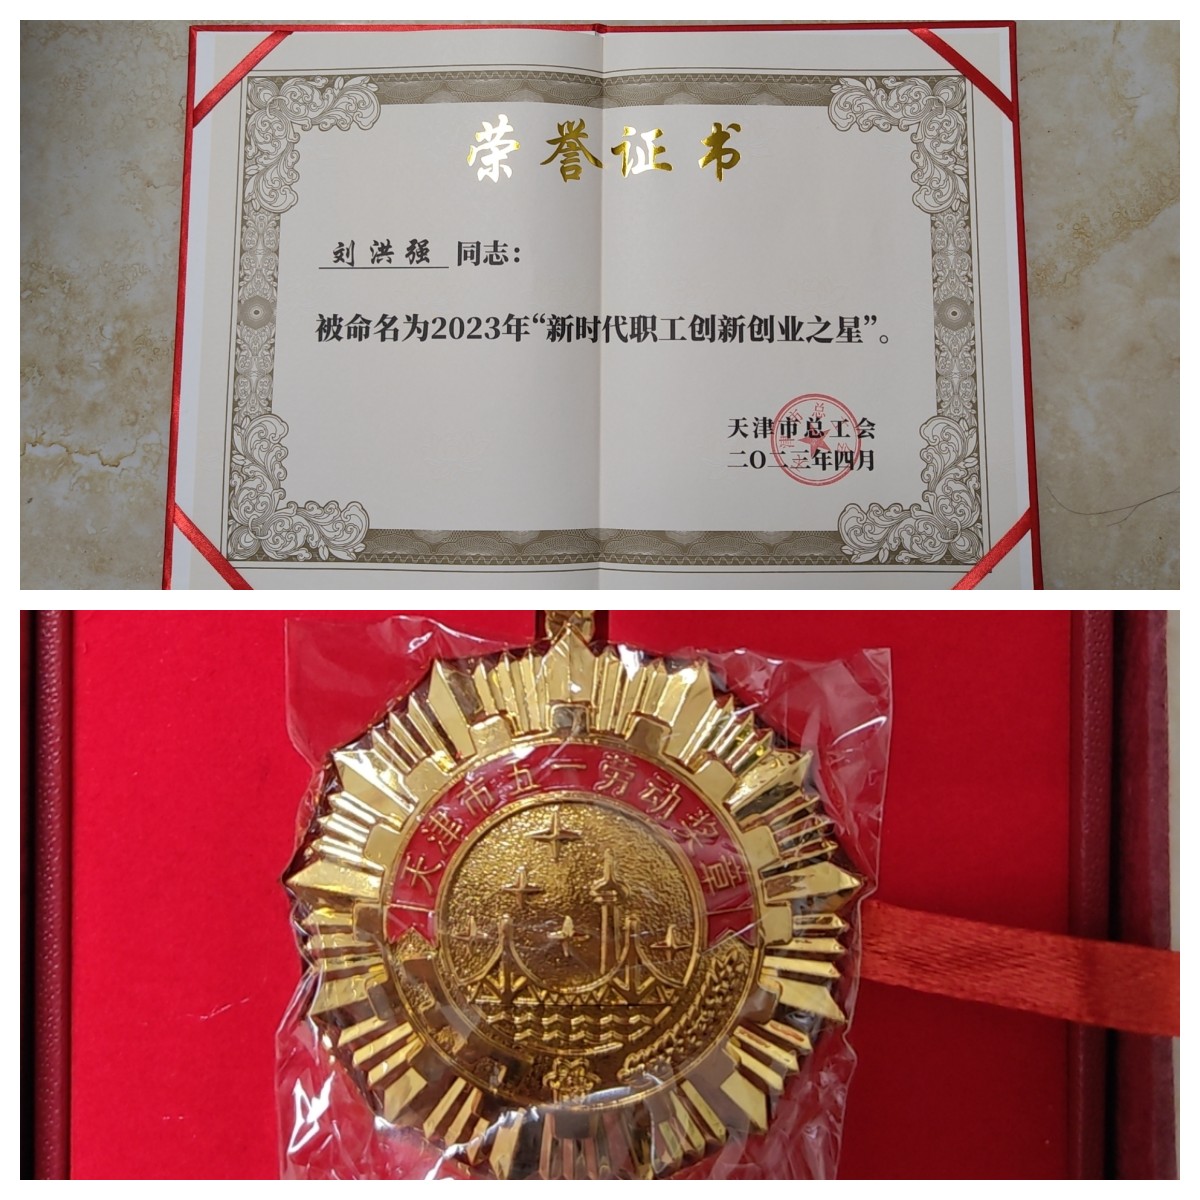 荣誉证书
刘洪强 同志：
被命名为2023年“新时代职工创新创业之星”。
天津市总工会
二〇二三年四月
天津市五一劳动奖章